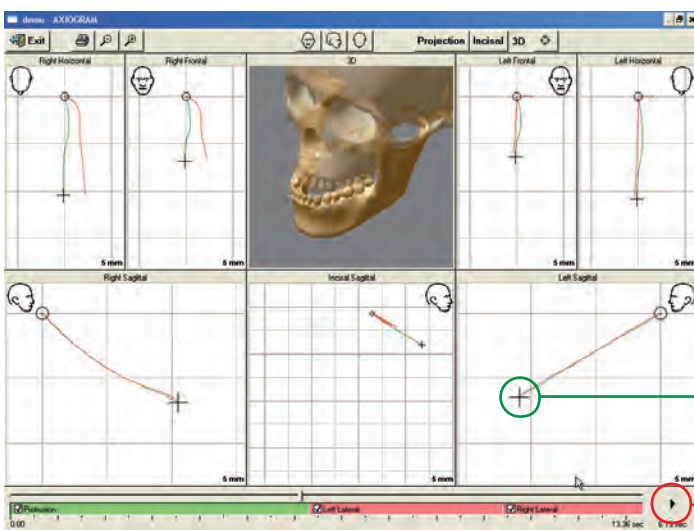 demo - AXIOGRAM
Exit
Projection Incisal 3D
Right Horizontal
Right Frontal
3D
Left Frontal
Left Horizontal
5 mm
5 mm
5 mm
5 mm
Right Sagittal
Incisal Sagittal
Left Sagittal
5 mm
5 mm
5 mm
Protrusion
Left Lateral
Right Lateral
0.00
13.36 sec